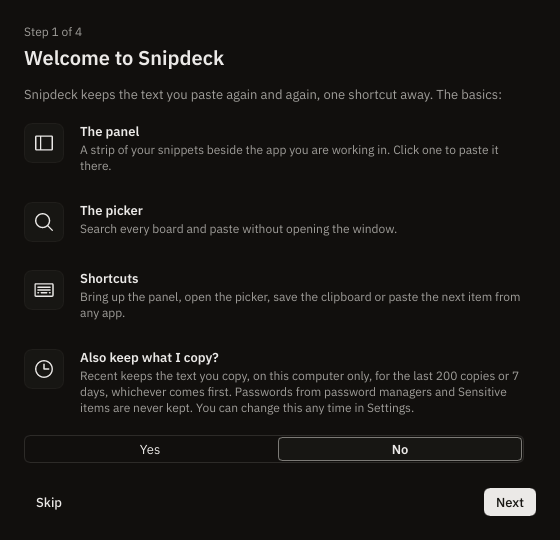 Step 1 of 4
Welcome to Snipdeck
Snipdeck keeps the text you paste again and again, one shortcut away. The basics:
The panel
A strip of your snippets beside the app you are working in. Click one to paste it
there.
The picker
Search every board and paste without opening the window.
Shortcuts
Bring up the panel, open the picker, save the clipboard or paste the next item from
any app.
Also keep what I copy?
Recent keeps the text you copy, on this computer only, for the last 200 copies or 7
days, whichever comes first. Passwords from password managers and Sensitive
items are never kept. You can change this any time in Settings.
Yes
No
Skip
Next